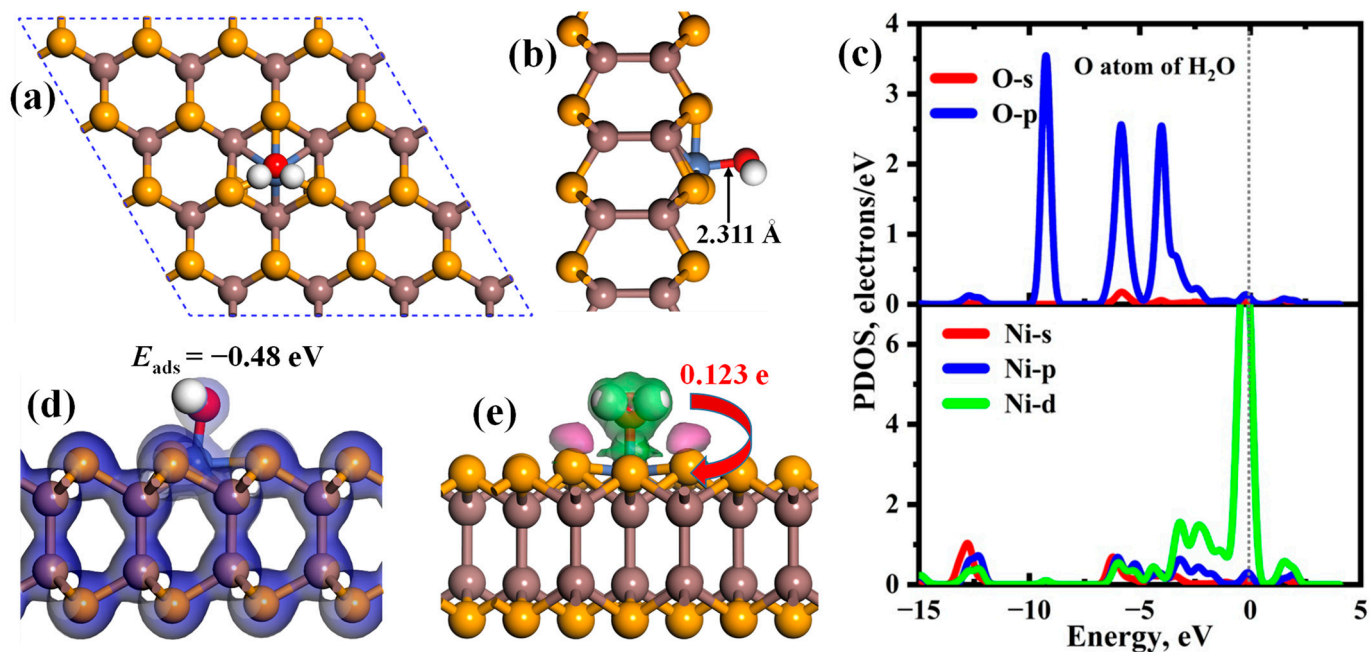 (a)
(b)
2.311 Å
(c)
4
3
2
1
0
O-s
O-p
O atom of H₂O
PDOS, electrons/eV
6
4
2
0
Ni-s
Ni-p
Ni-d
−15
−10
−5
0
5
Energy, eV
E_ads = −0.48 eV
(d)
(e)
0.123 e